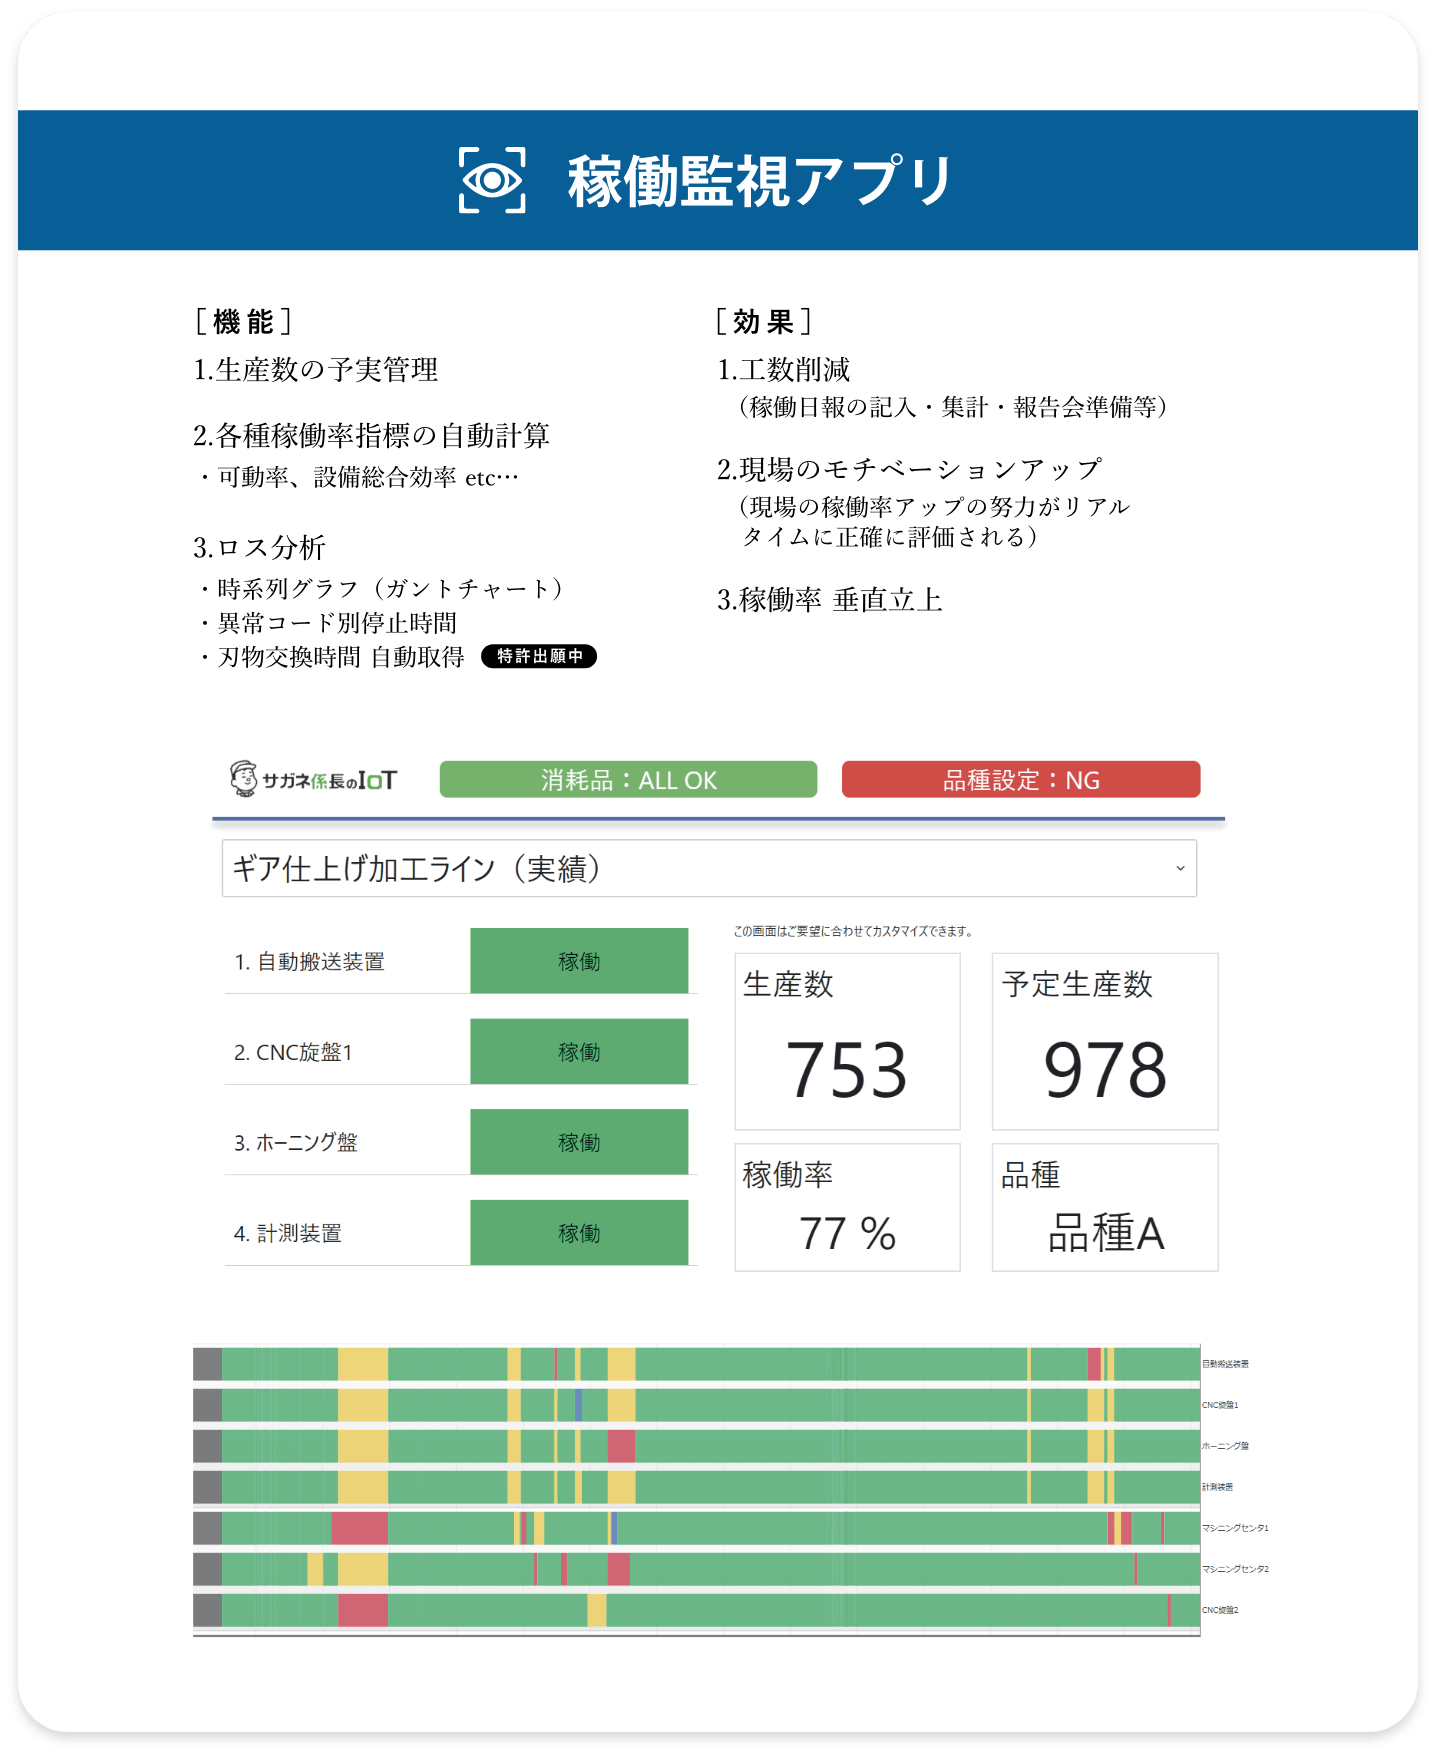 稼働監視アプリ
［機能］
1.生産数の予実管理
2.各種稼働率指標の自動計算
・可動率、設備総合効率 etc…
3.ロス分析
・時系列グラフ（ガントチャート）
・異常コード別停止時間
・刃物交換時間 自動取得 特許出願中
［効果］
1.工数削減
（稼働日報の記入・集計・報告会準備等）
2.現場のモチベーションアップ
（現場の稼働率アップの努力がリアル
タイムに正確に評価される）
3.稼働率 垂直立上
サガネ係長のIoT
消耗品：ALL OK
品種設定：NG
ギア仕上げ加工ライン（実績）
1. 自動搬送装置 稼働
2. CNC旋盤1 稼働
3. ホーニング盤 稼働
4. 計測装置 稼働
この画面はご要望に合わせてカスタマイズできます。
生産数
753
予定生産数
978
稼働率
77 %
品種
品種A
自動搬送装置
CNC旋盤1
ホーニング盤
計測装置
マシニングセンタ1
マシニングセンタ2
CNC旋盤2